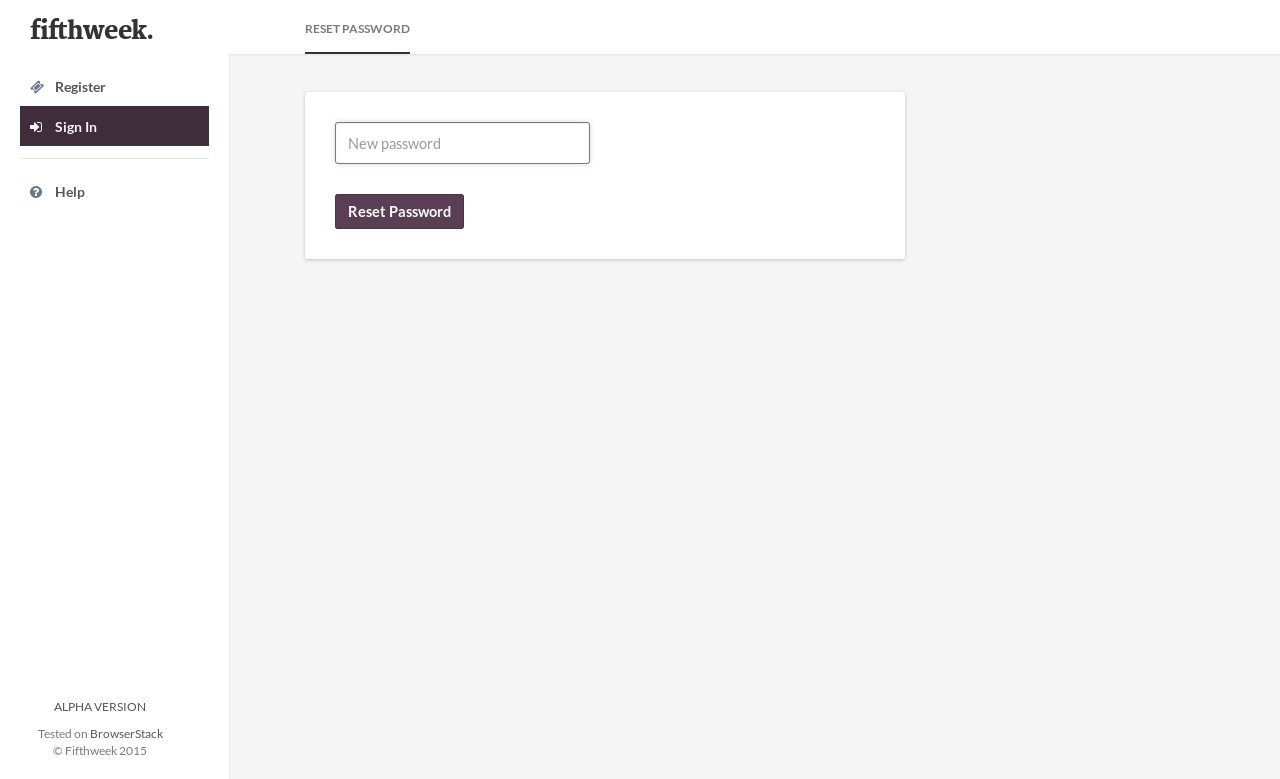 fifthweek.
RESET PASSWORD
Register
Sign In
Help
New password
Reset Password
ALPHA VERSION
Tested on BrowserStack
© Fifthweek 2015